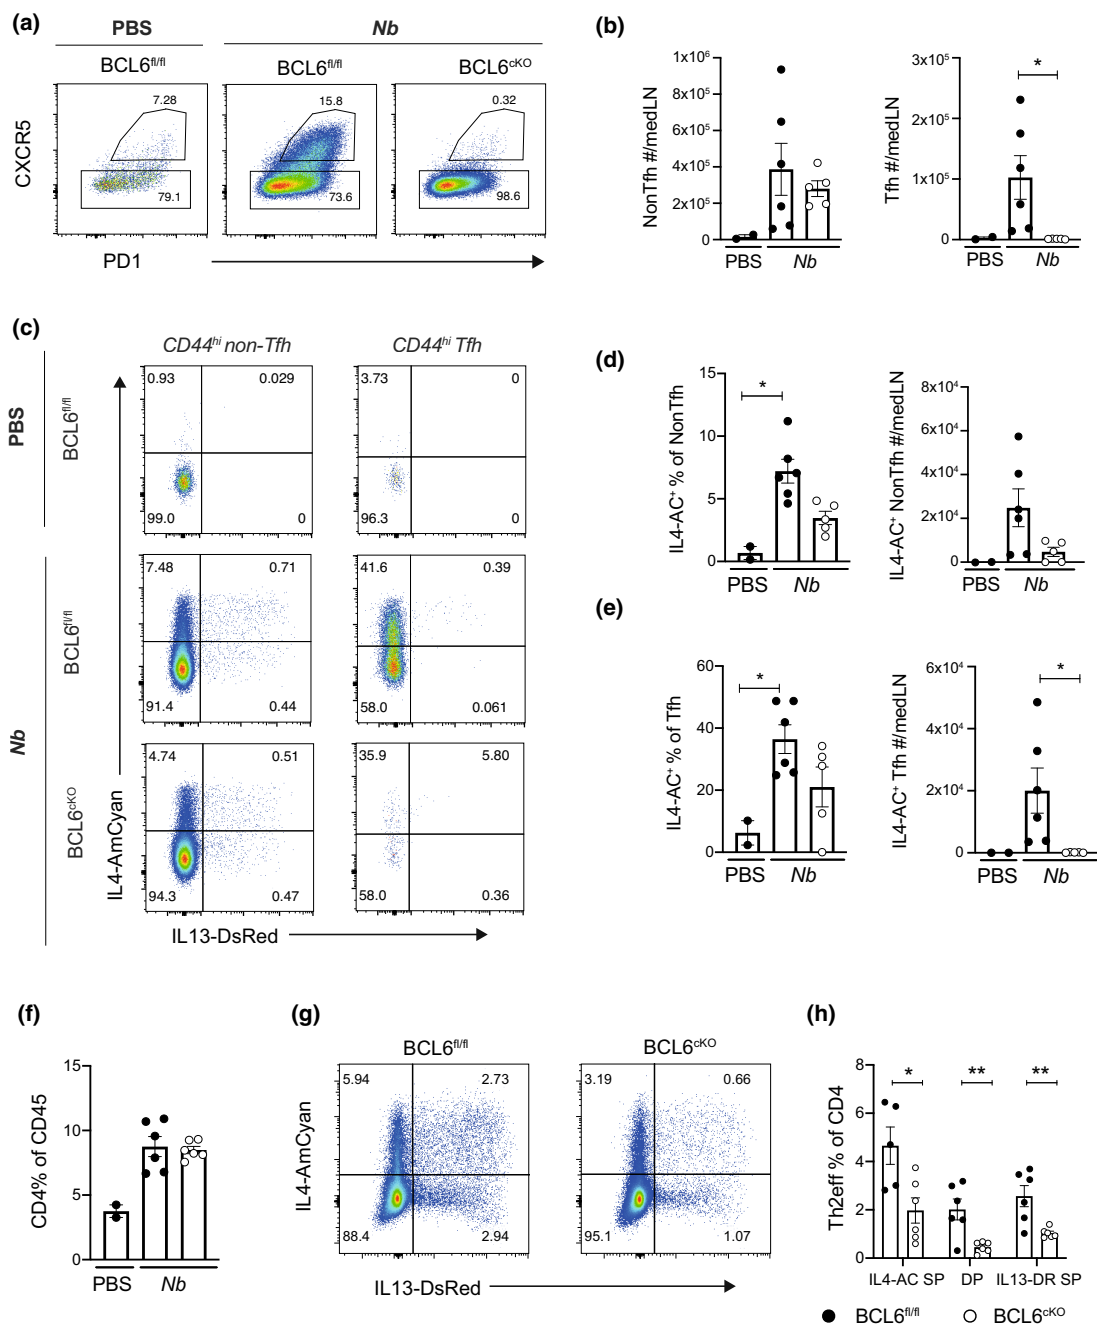 (a)
PBS
Nb
BCL6fl/fl
BCL6fl/fl
BCL6cKO
7.28
15.8
0.32
79.1
73.6
98.6
CXCR5
PD1
(b)
NonTfh #/medLN
1x10⁶
8x10⁵
6x10⁵
4x10⁵
2x10⁵
0
PBS
Nb
Tfh #/medLN
3x10⁵
2x10⁵
1x10⁵
0
*
PBS
Nb
(c)
CD44hi non-Tfh
CD44hi Tfh
PBS
BCL6fl/fl
0.93
0.029
3.73
0
99.0
0
96.3
0
Nb
BCL6fl/fl
7.48
0.71
41.6
0.39
91.4
0.44
58.0
0.061
BCL6cKO
4.74
0.51
35.9
5.80
94.3
0.47
58.0
0.36
IL4-AmCyan
IL13-DsRed
(d)
IL4-AC⁺ % of NonTfh
15
10
5
0
*
PBS
Nb
IL4-AC⁺ NonTfh #/medLN
8x10⁴
6x10⁴
4x10⁴
2x10⁴
0
PBS
Nb
(e)
IL4-AC⁺ % of Tfh
60
40
20
0
*
PBS
Nb
IL4-AC⁺ Tfh #/medLN
6x10⁴
4x10⁴
2x10⁴
0
*
PBS
Nb
(f)
CD4% of CD45
15
10
5
0
PBS
Nb
(g)
BCL6fl/fl
BCL6cKO
5.94
2.73
3.19
0.66
88.4
2.94
95.1
1.07
IL4-AmCyan
IL13-DsRed
(h)
Th2eff % of CD4
8
6
4
2
0
*
**
**
IL4-AC SP
DP
IL13-DR SP
BCL6fl/fl
BCL6cKO